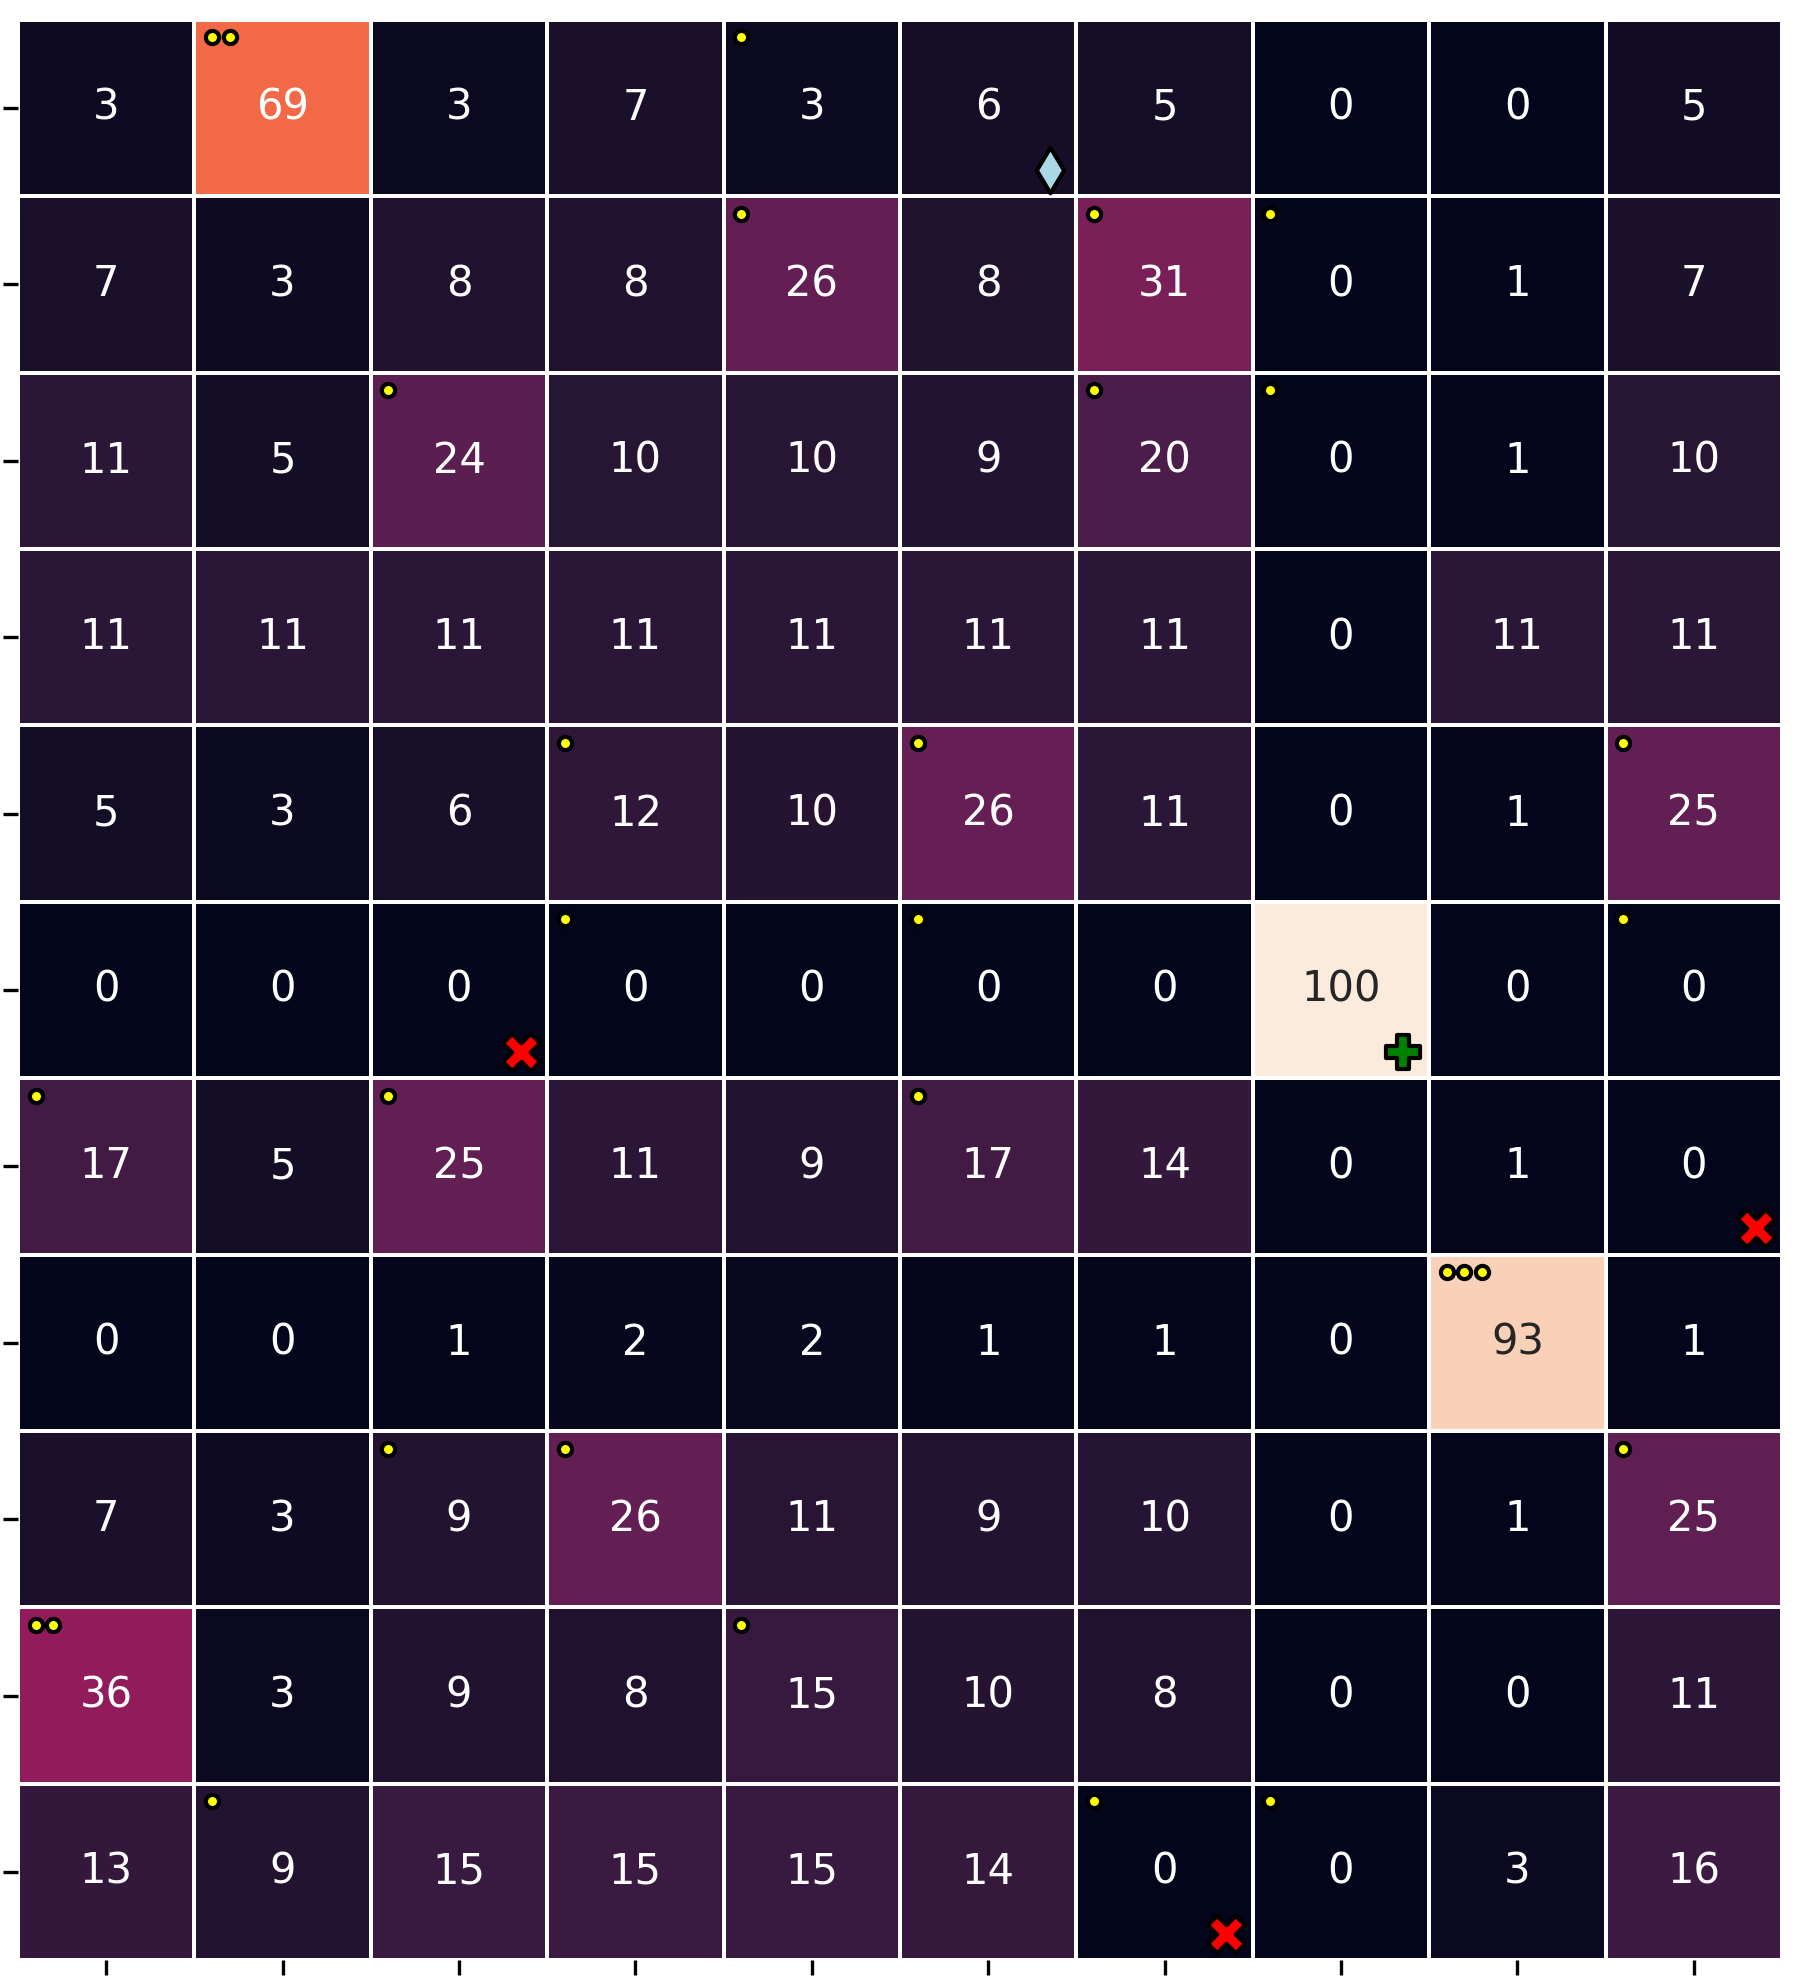 3 69 3 7 3 6 5 0 0 5
7 3 8 8 26 8 31 0 1 7
11 5 24 10 10 9 20 0 1 10
11 11 11 11 11 11 11 0 11 11
5 3 6 12 10 26 11 0 1 25
0 0 0 0 0 0 0 100 0 0
17 5 25 11 9 17 14 0 1 0
0 0 1 2 2 1 1 0 93 1
7 3 9 26 11 9 10 0 1 25
36 3 9 8 15 10 8 0 0 11
13 9 15 15 15 14 0 0 3 16